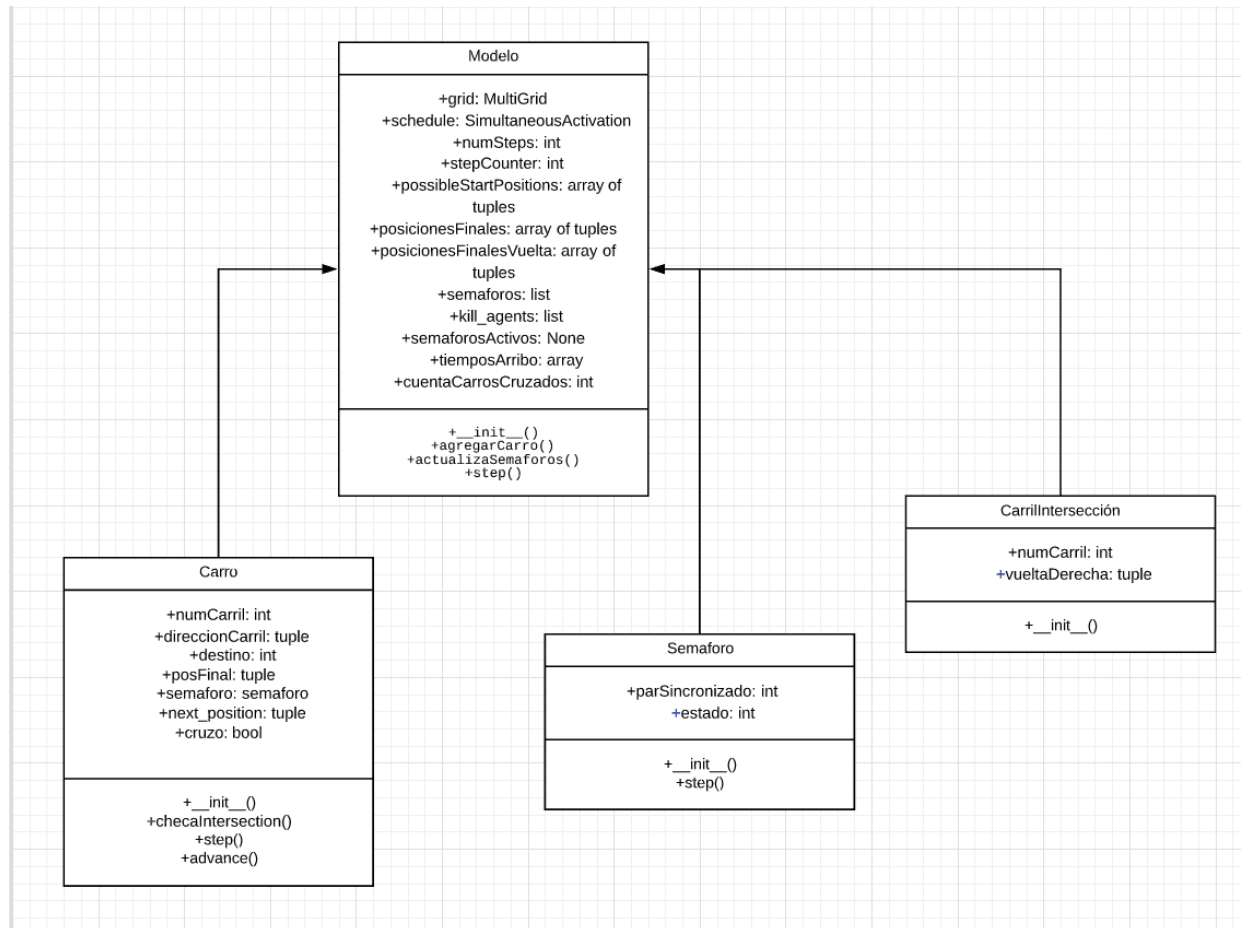 Modelo
+grid: MultiGrid
+schedule: SimultaneousActivation
+numSteps: int
+stepCounter: int
+possibleStartPositions: array of
tuples
+posicionesFinales: array of tuples
+posicionesFinalesVuelta: array of
tuples
+semaforos: list
+kill_agents: list
+semaforosActivos: None
+tiemposArribo: array
+cuentaCarrosCruzados: int
+__init__()
+agregarCarro()
+actualizaSemaforos()
+step()
Carro
+numCarril: int
+direccionCarril: tuple
+destino: int
+posFinal: tuple
+semaforo: semaforo
+next_position: tuple
+cruzo: bool
+__init__()
+checaIntersection()
+step()
+advance()
Semaforo
+parSincronizado: int
+estado: int
+__init__()
+step()
CarrilIntersección
+numCarril: int
+vueltaDerecha: tuple
+__init__()